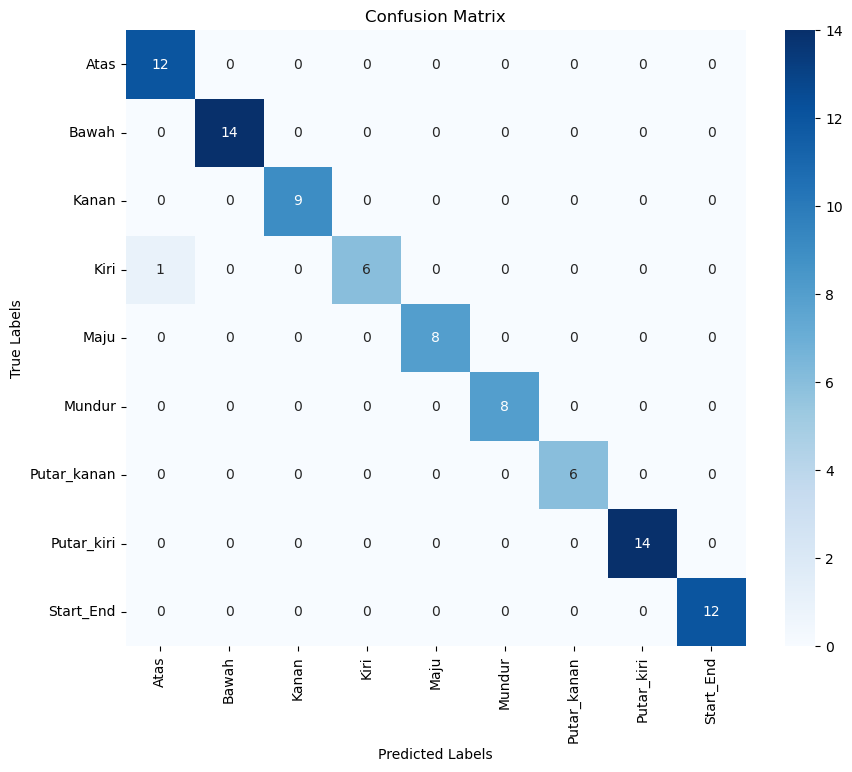 Confusion Matrix
True Labels
Atas 12 0 0 0 0 0 0 0 0
Bawah 0 14 0 0 0 0 0 0 0
Kanan 0 0 9 0 0 0 0 0 0
Kiri 1 0 0 6 0 0 0 0 0
Maju 0 0 0 0 8 0 0 0 0
Mundur 0 0 0 0 0 8 0 0 0
Putar_kanan 0 0 0 0 0 0 6 0 0
Putar_kiri 0 0 0 0 0 0 0 14 0
Start_End 0 0 0 0 0 0 0 0 12
Atas Bawah Kanan Kiri Maju Mundur Putar_kanan Putar_kiri Start_End
Predicted Labels
14
12
10
8
6
4
2
0